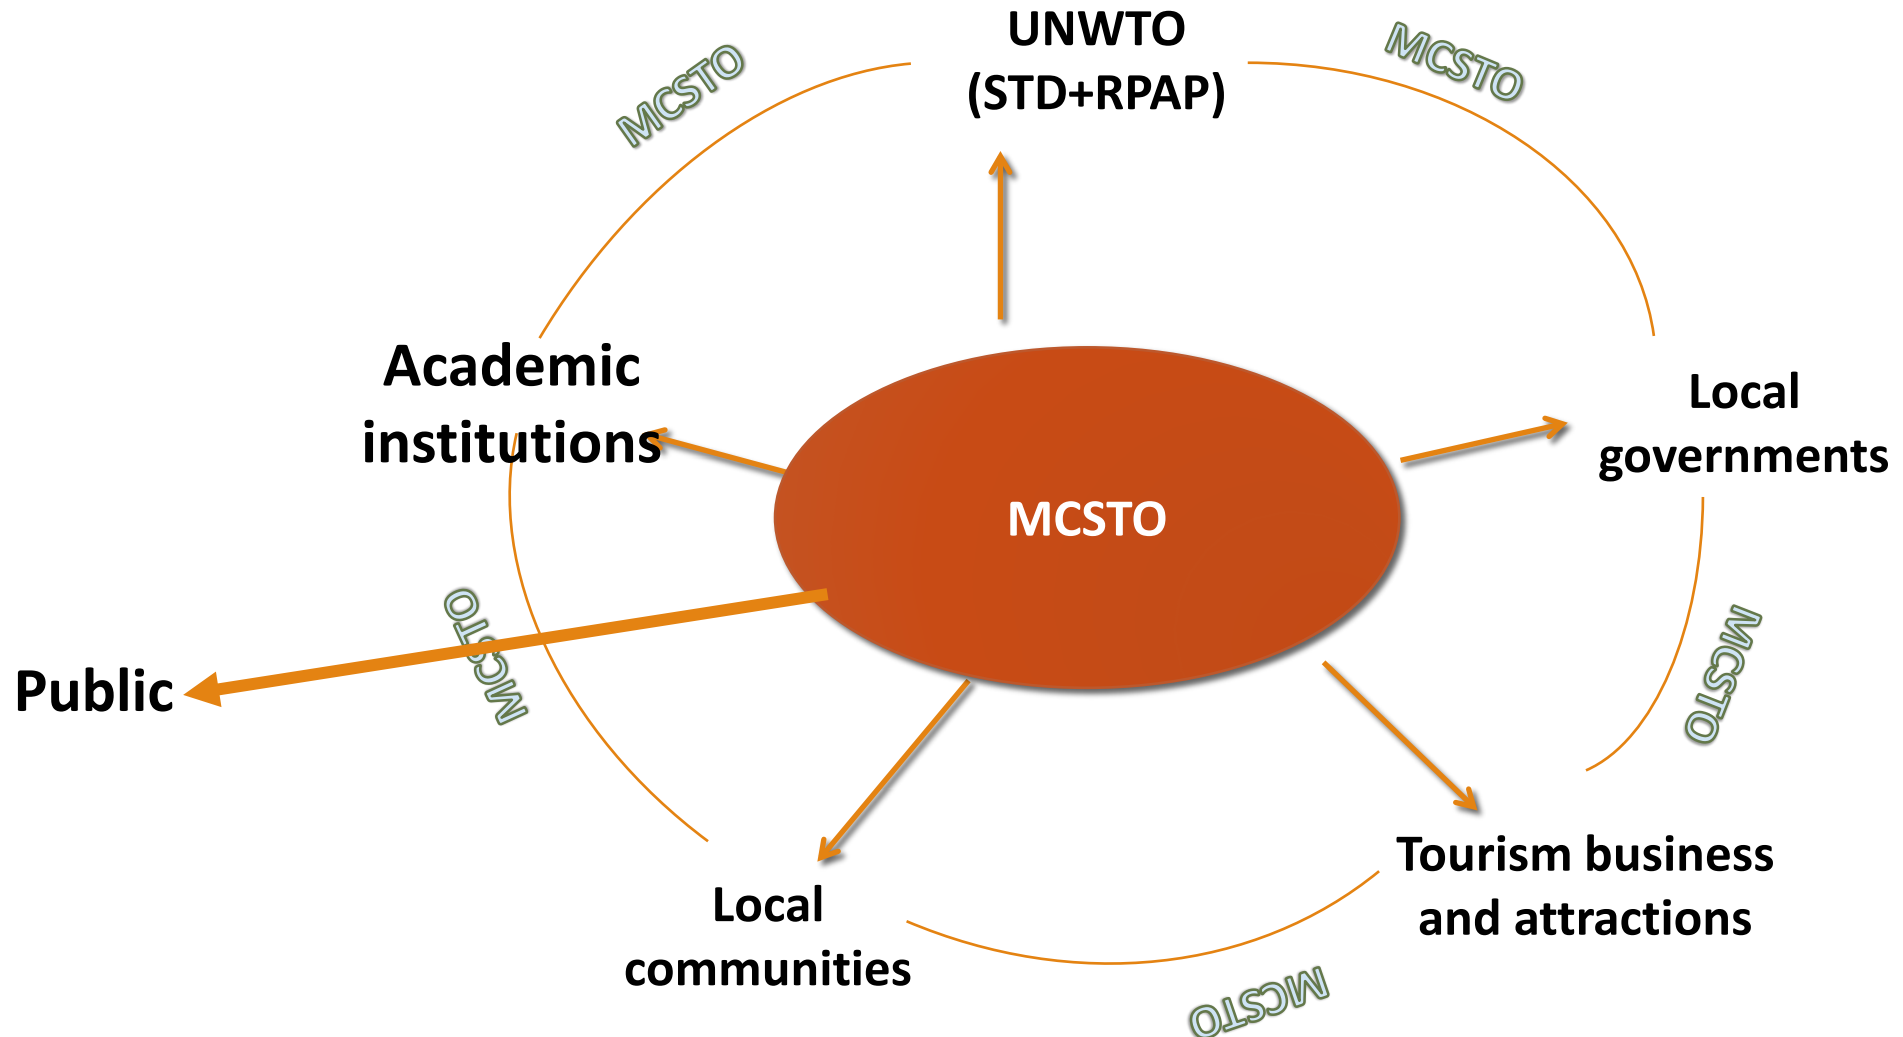 UNWTO
(STD+RPAP)
MCSTO
MCSTO
Academic
institutions
Local
governments
MCSTO
MCSTO
MCSTO
Public
Tourism business
and attractions
Local
communities
MCSTO